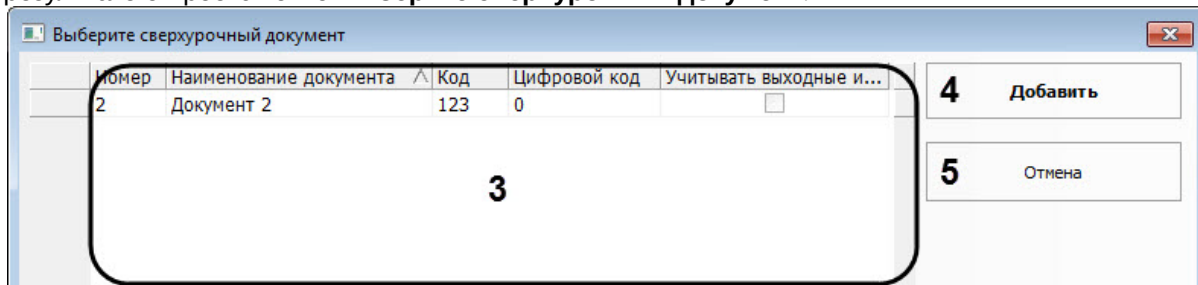 Выберите сверхурочный документ
Номер Наименование документа Код Цифровой код Учитывать выходные и...
2 Документ 2 123 0
4 Добавить
3
5 Отмена